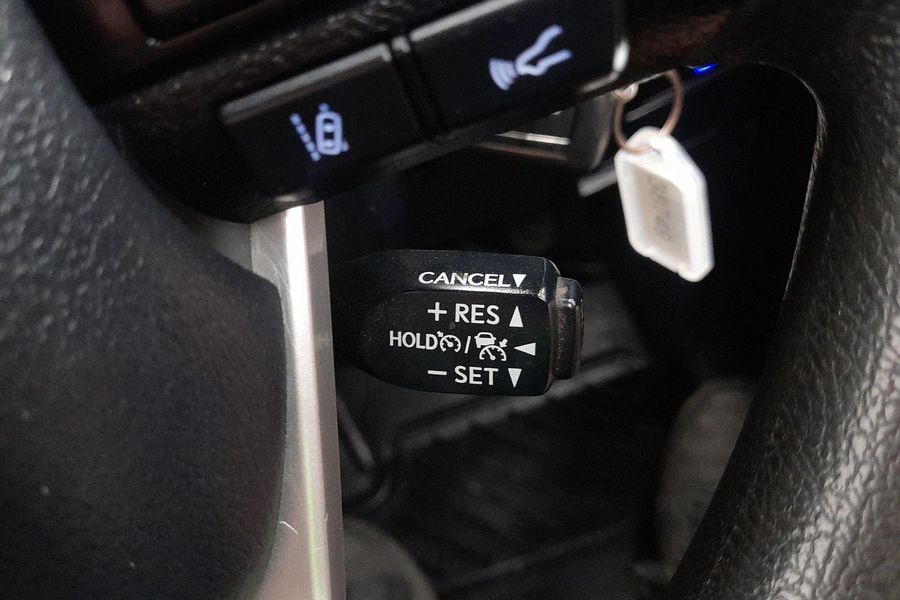 CANCEL▼
+ RES ▲
HOLD / ◀
− SET ▼